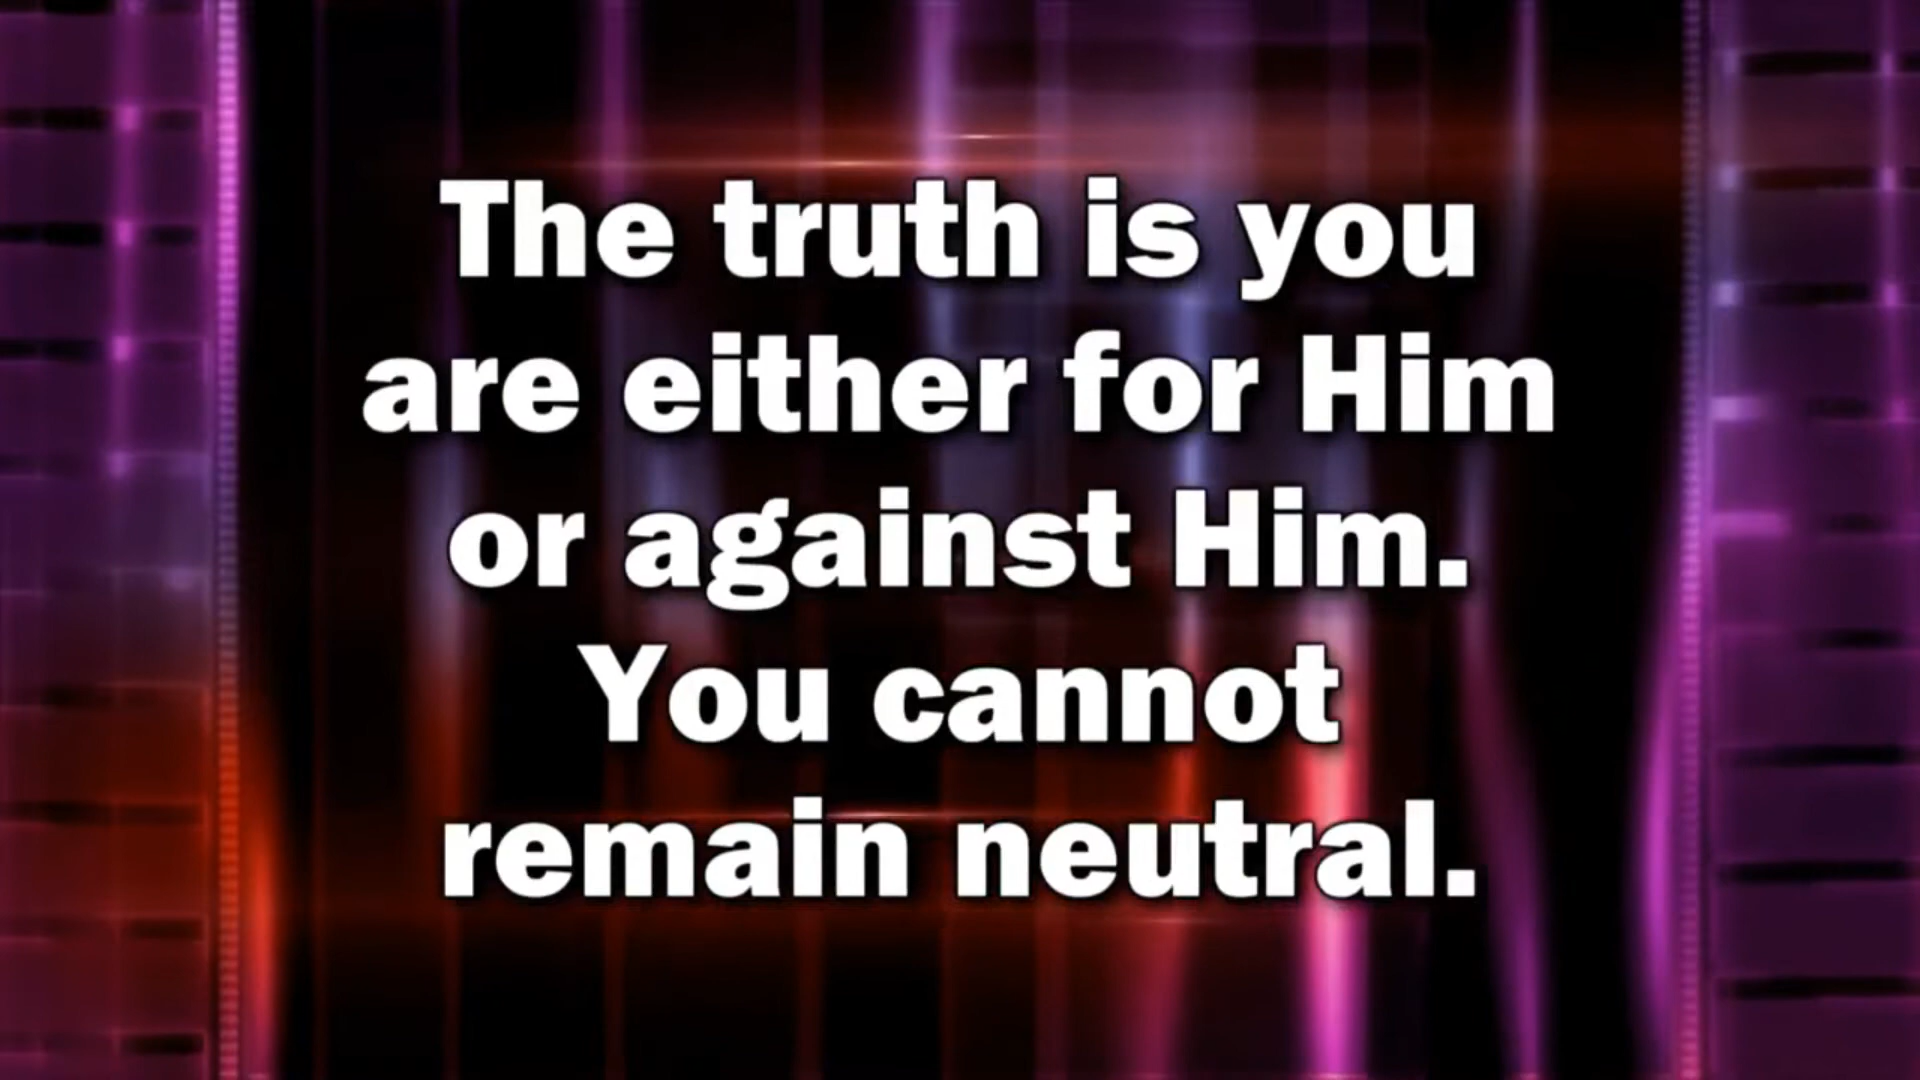 The truth is you
are either for Him
or against Him.
You cannot
remain neutral.